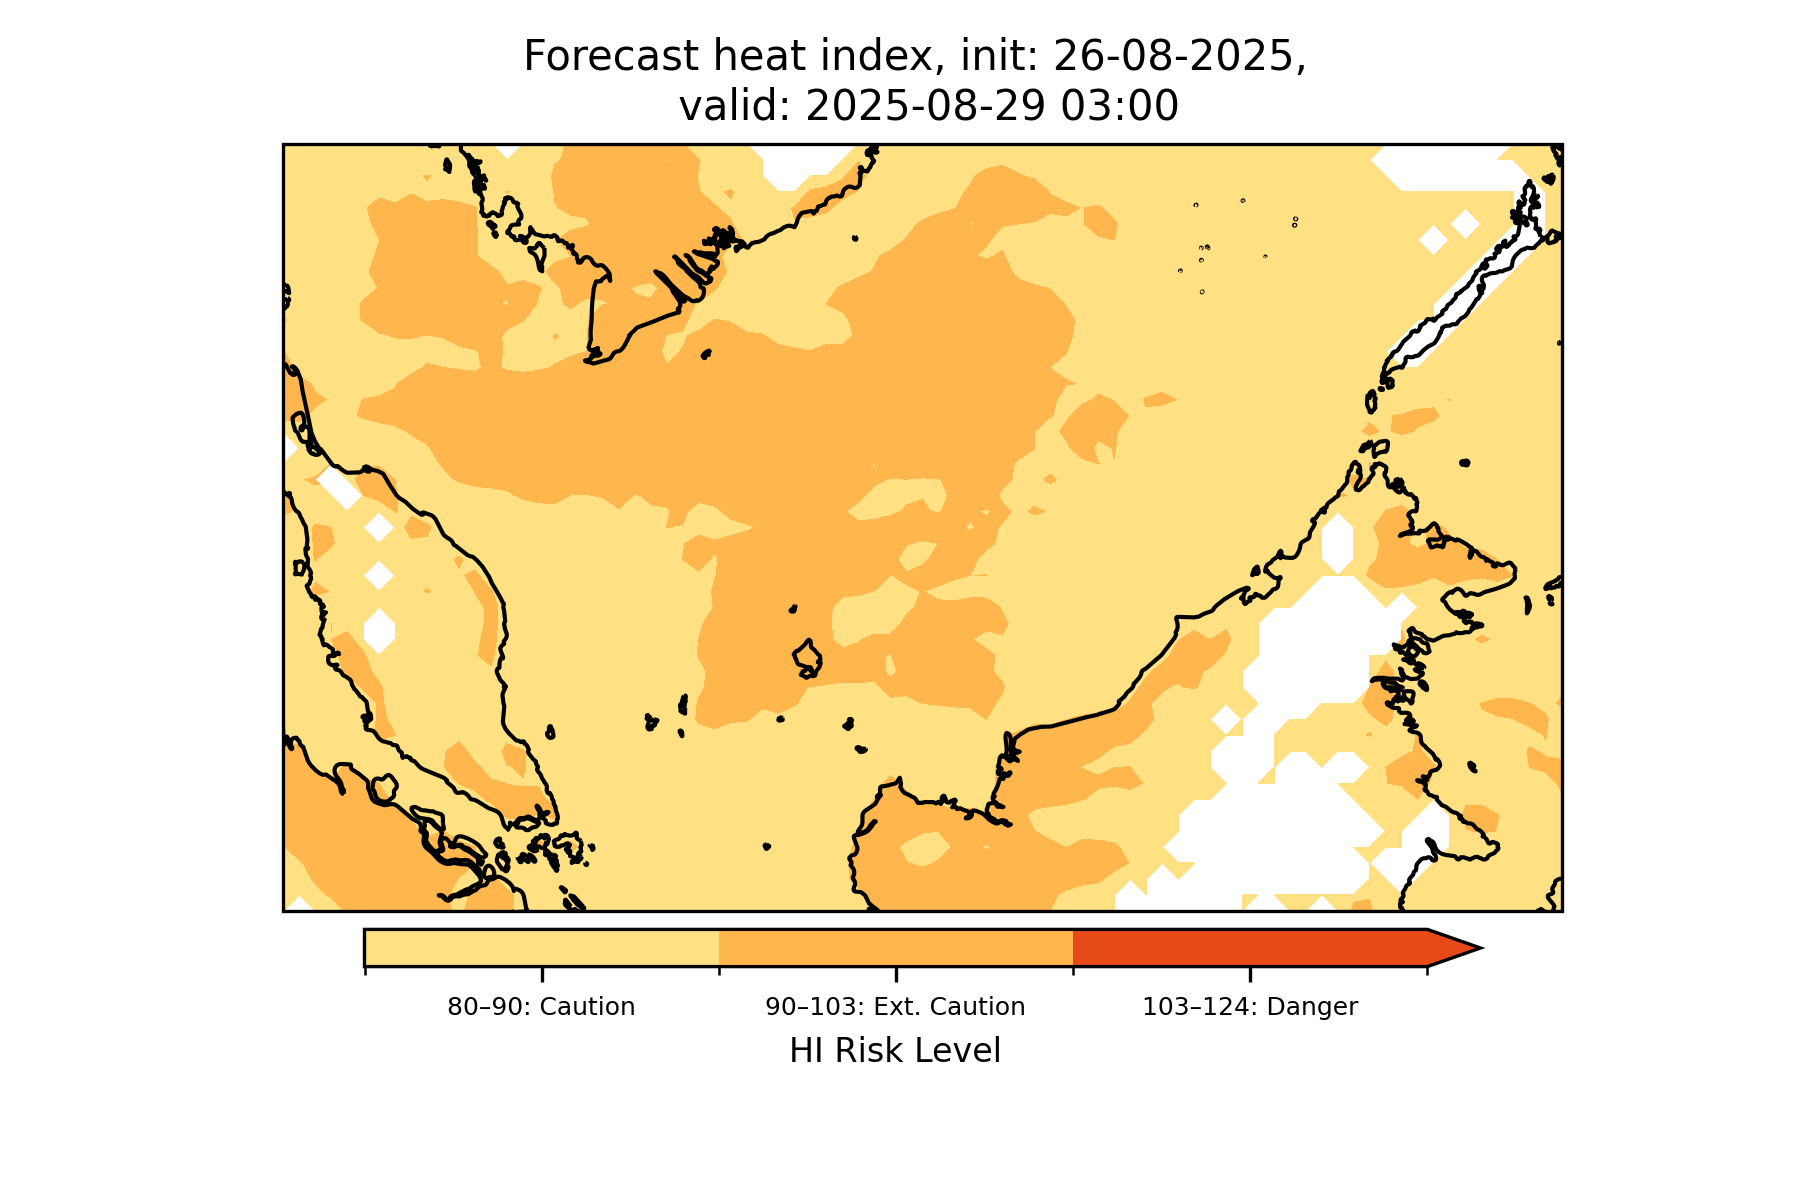 Forecast heat index, init: 26-08-2025,
valid: 2025-08-29 03:00
80–90: Caution
90–103: Ext. Caution
103–124: Danger
HI Risk Level